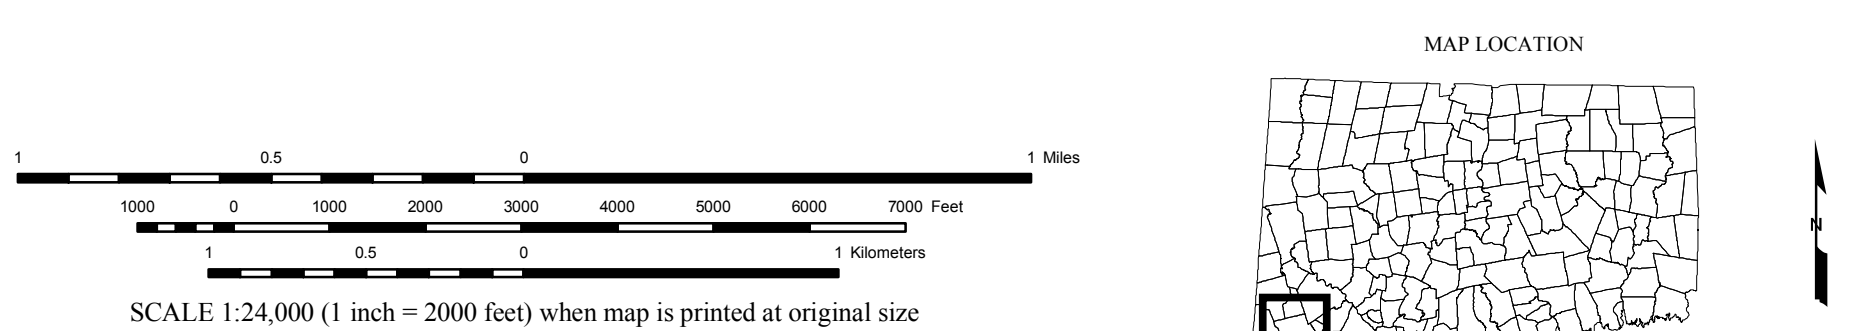 MAP LOCATION
1 0.5 0 1 Miles
1000 0 1000 2000 3000 4000 5000 6000 7000 Feet
1 0.5 0 1 Kilometers
SCALE 1:24,000 (1 inch = 2000 feet) when map is printed at original size
N